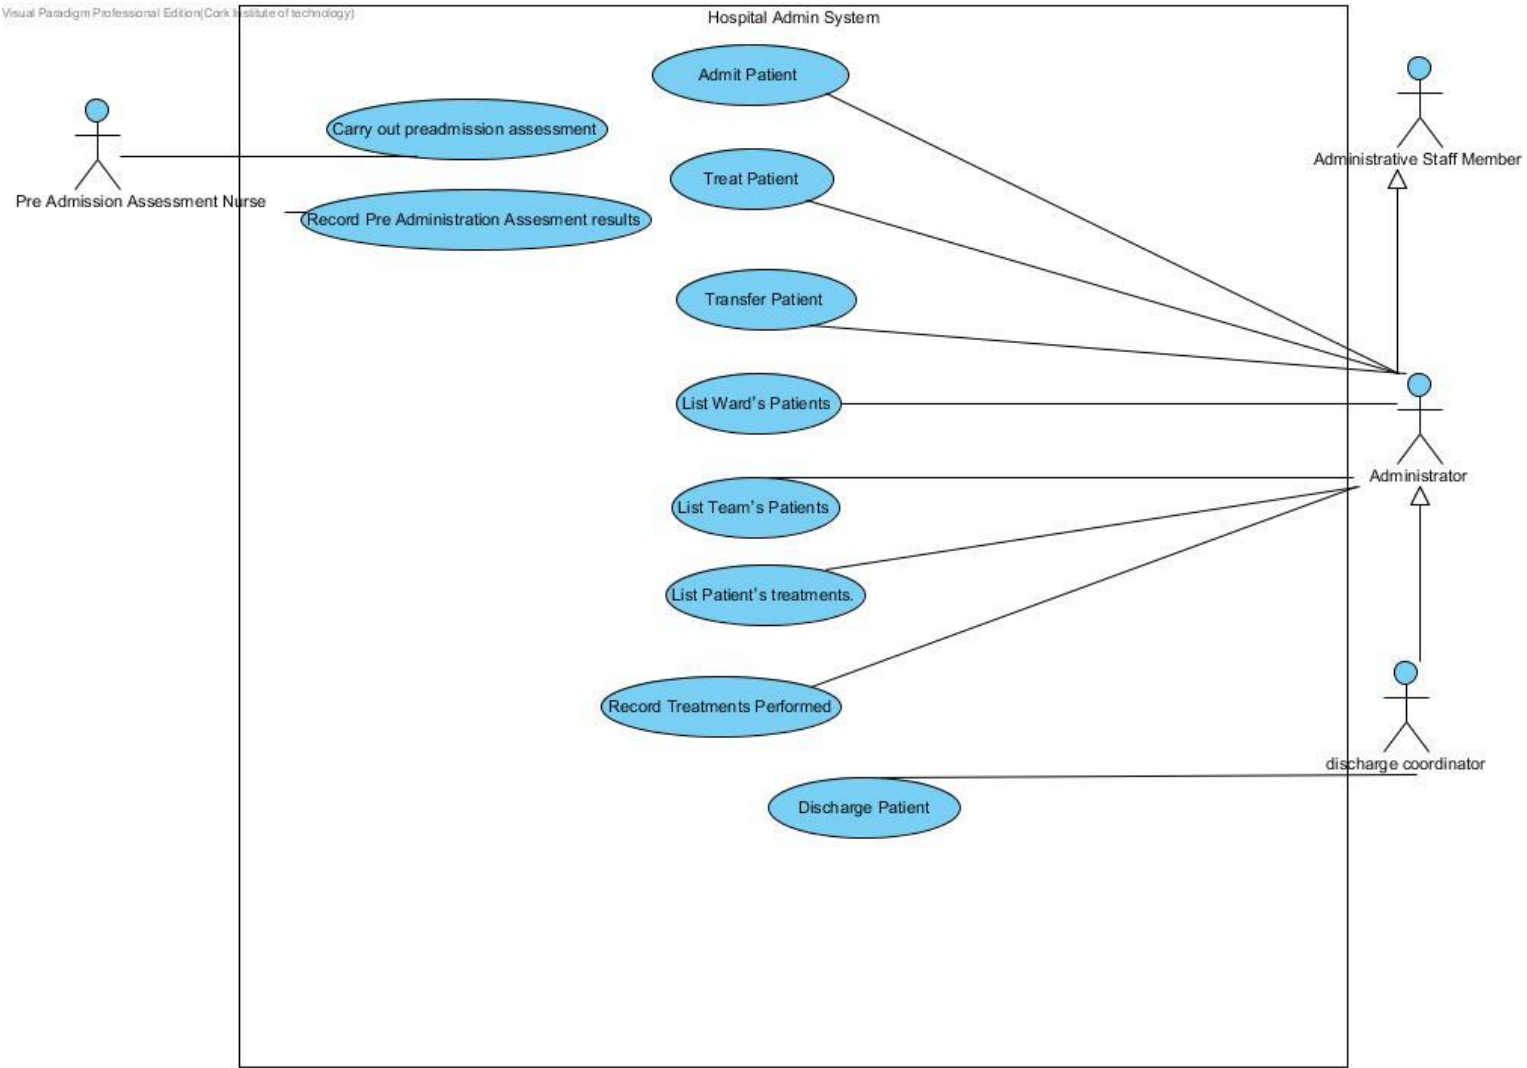 Visual Paradigm Professional Edition(Cork Institute of technology)
Hospital Admin System
Admit Patient
Carry out preadmission assessment
Administrative Staff Member
Treat Patient
Pre Admission Assessment Nurse
Record Pre Administration Assesment results
Transfer Patient
List Ward's Patients
Administrator
List Team's Patients
List Patient's treatments.
Record Treatments Performed
discharge coordinator
Discharge Patient